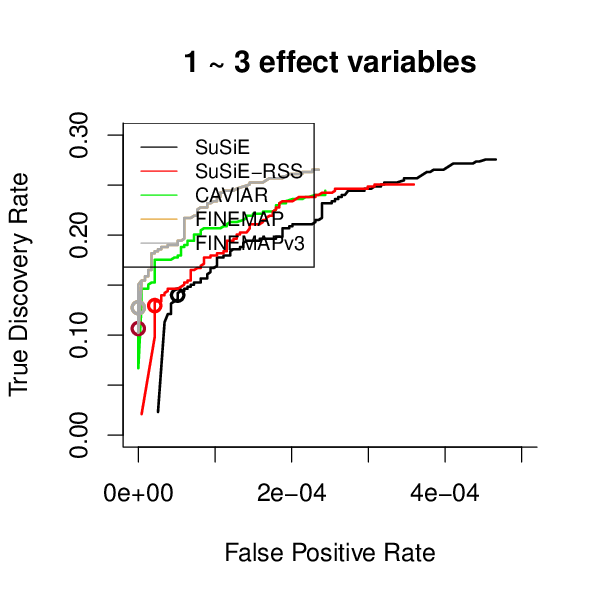 1 ~ 3 effect variables
True Discovery Rate
0.30
0.20
0.10
0.00
SuSiE
SuSiE−RSS
CAVIAR
FINEMAP
FINEMAPv3
0e+00
2e−04
4e−04
False Positive Rate